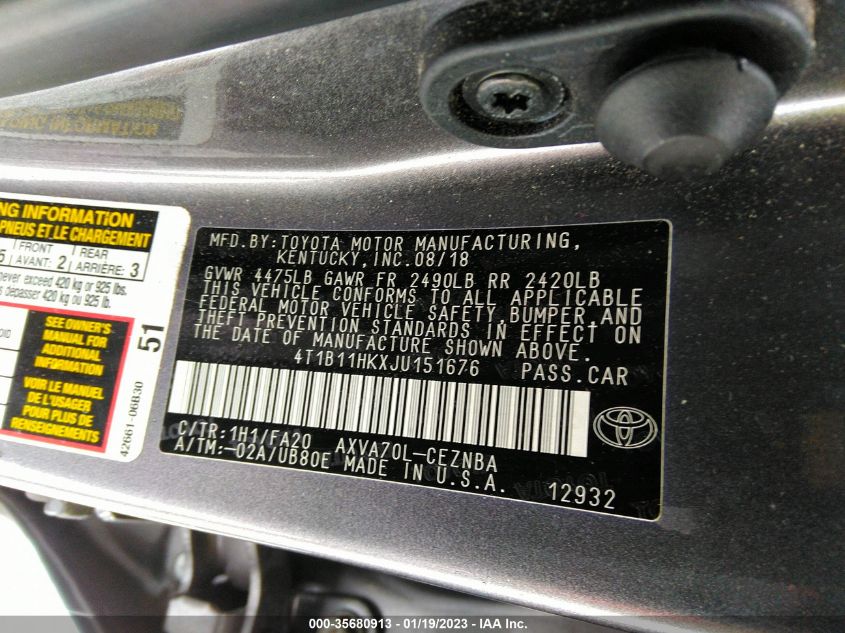 NG INFORMATION
PNEUS ET LE CHARGEMENT
5 FRONT REAR
AVANT: 2 ARRIÈRE: 3
never exceed 420 kg or 925 lbs.
dépasser 420 kg ou 925 lb.
SEE OWNER'S
MANUAL FOR
ADDITIONAL
INFORMATION
VOIR LE MANUEL
DE L'USAGER
POUR PLUS DE
RENSEIGNEMENTS
51
42661-06B30
MFD. BY: TOYOTA MOTOR MANUFACTURING,
KENTUCKY, INC. 08/18
GVWR 4475LB GAWR FR 2490LB RR 2420LB
THIS VEHICLE CONFORMS TO ALL APPLICABLE
FEDERAL MOTOR VEHICLE SAFETY, BUMPER, AND
THEFT PREVENTION STANDARDS IN EFFECT ON
THE DATE OF MANUFACTURE SHOWN ABOVE.
4T1B11HKXJU151676 PASS. CAR
C/TR: 1H1/FA20 AXVA70L-CEZNBA
A/TM: -02A/UB80E MADE IN U.S.A.
12932
000-35680913 - 01/19/2023 - IAA Inc.